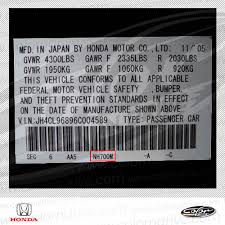 MFD. IN JAPAN BY HONDA MOTOR CO., LTD. 11/05
GVWR 4300LBS GAWR F 2335LBS R 2030LBS
GVWR 1950KG GAWR F 1060KG R 920KG
THIS VEHICLE CONFORMS TO ALL APPLICABLE
FEDERAL MOTOR VEHICLE SAFETY, BUMPER,
AND THEFT PREVENTION STANDARDS IN EFFECT
ON THE DATE OF MANUFACTURE SHOWN ABOVE.
V.I.N: JH4CL96896C004589 TYPE: PASSENGER CAR
SEC 6 AA5 NH700M -A -C
HONDA